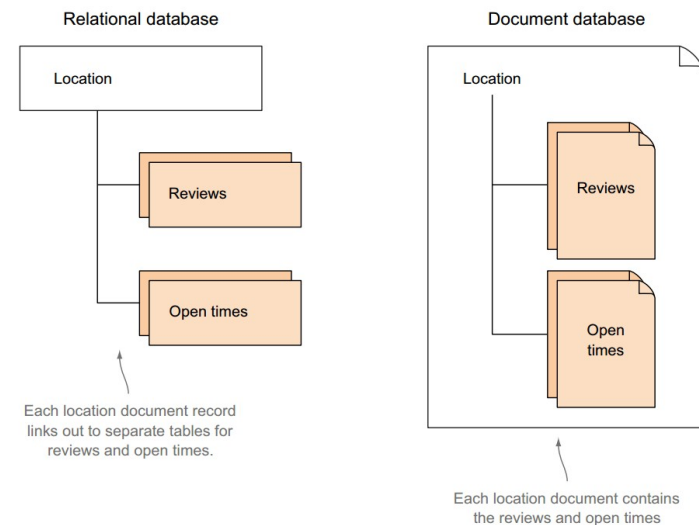 Relational database
Location
Reviews
Open times
Each location document record
links out to separate tables for
reviews and open times.
Document database
Location
Reviews
Open
times
Each location document contains
the reviews and open times